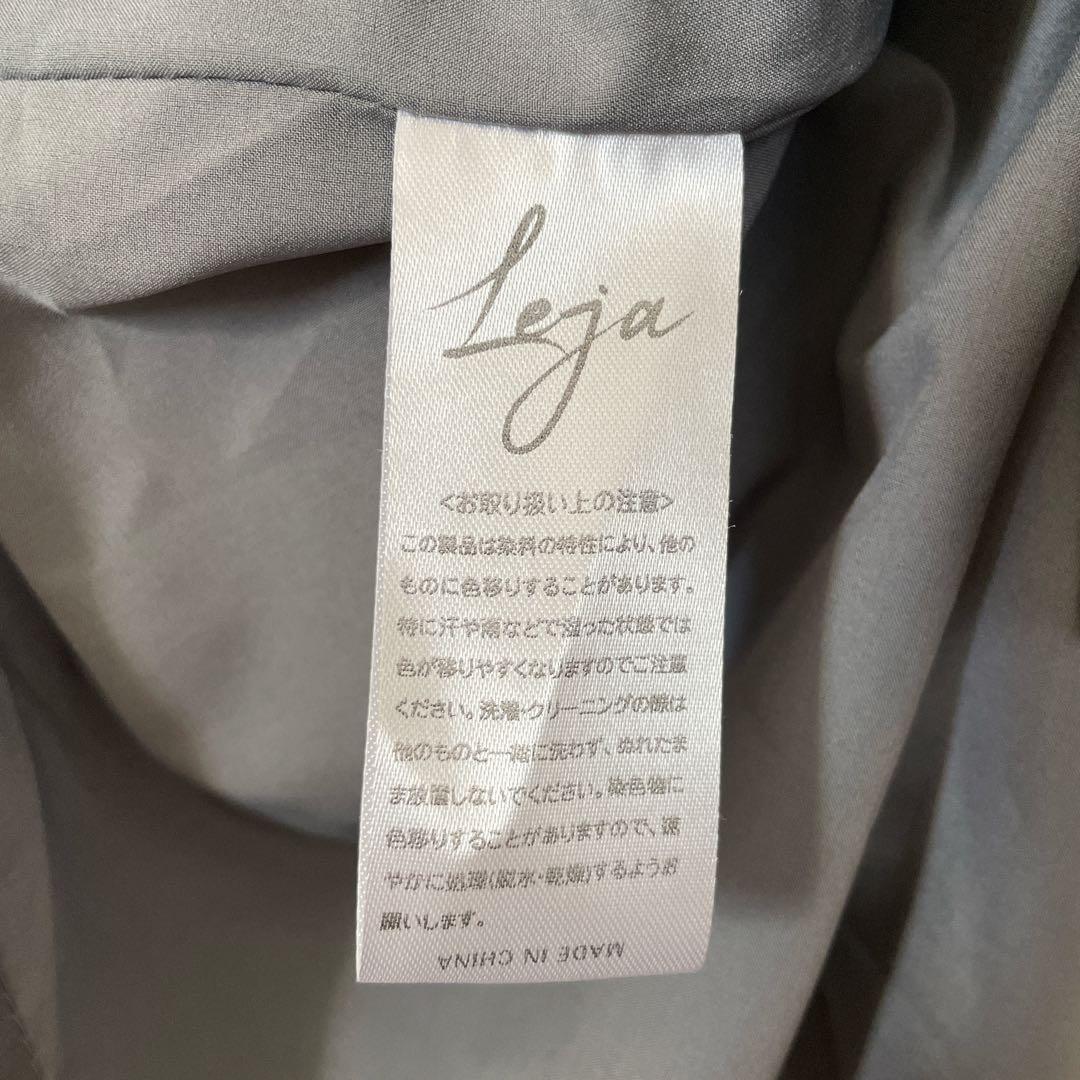 Leja
<お取り扱い上の注意>
この製品は染料の特性により、他の
ものに色移りすることがあります。
特に汗や雨などで湿った状態では
色が移りやすくなりますのでご注意
ください。洗濯・クリーニングの際は
他のものと一緒に洗わず、ぬれたま
ま放置しないでください。染色物に
色移りすることがありますので、速
やかに処理(脱水・乾燥)するようお
願いします。
MADE IN CHINA